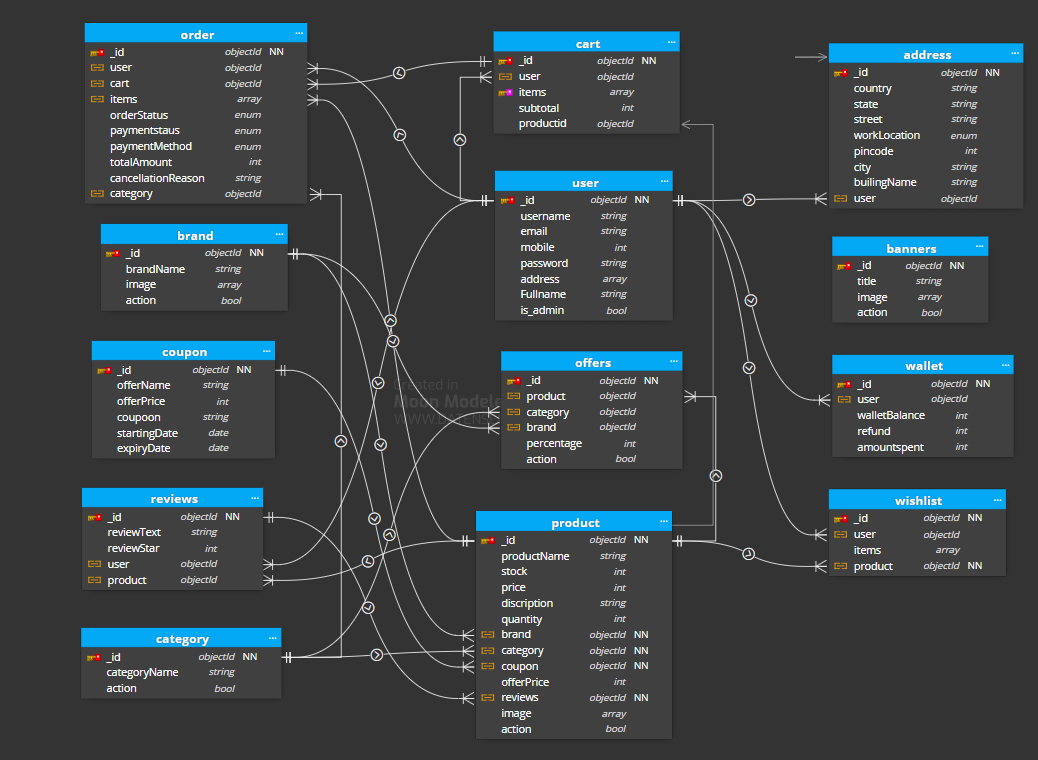 order ...
_id objectId NN
user objectId
cart objectId
items array
orderStatus enum
paymentstaus enum
paymentMethod enum
totalAmount int
cancellationReason string
category objectId
cart ...
_id objectId NN
user objectId
items array
subtotal int
productid objectId
address ...
_id objectId NN
country string
state string
street string
workLocation enum
pincode int
city string
builingName string
user objectId
user ...
_id objectId NN
username string
email string
mobile int
password string
address array
Fullname string
is_admin bool
brand ...
_id objectId NN
brandName string
image array
action bool
banners ...
_id objectId NN
title string
image array
action bool
coupon ...
_id objectId NN
offerName string
offerPrice int
coupoon string
startingDate date
expiryDate date
offers ...
_id objectId NN
product objectId
category objectId
brand objectId
percentage int
action bool
Created in
Moon Modele
wallet ...
_id objectId NN
user objectId
walletBalance int
refund int
amountspent int
reviews ...
_id objectId NN
reviewText string
reviewStar int
user objectId
product objectId
wishlist ...
_id objectId NN
user objectId
items array
product objectId NN
product ...
_id objectId NN
productName string
stock int
price int
discription string
quantity int
brand objectId NN
category objectId NN
coupon objectId NN
offerPrice int
reviews objectId NN
image array
action bool
category ...
_id objectId NN
categoryName string
action bool